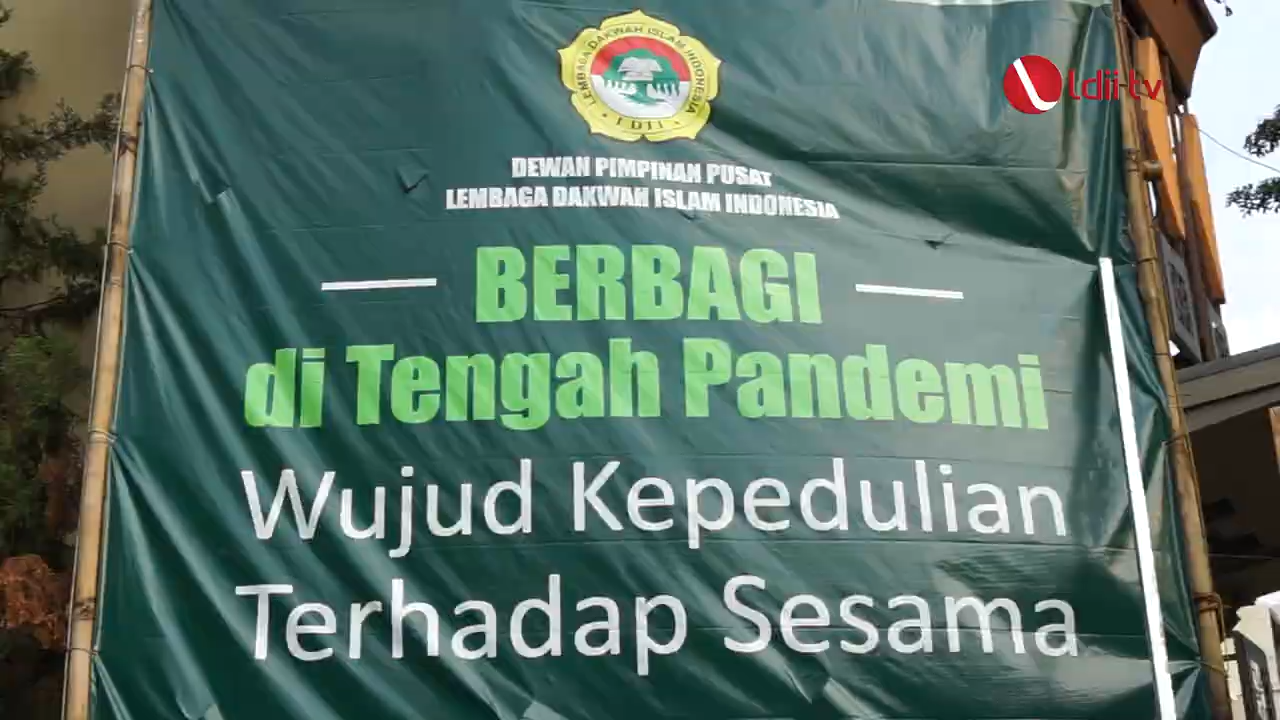 LEMBAGA DAKWAH ISLAM INDONESIA
LDII
ldii-tv
DEWAN PIMPINAN PUSAT
LEMBAGA DAKWAH ISLAM INDONESIA
BERBAGI
di Tengah Pandemi
Wujud Kepedulian
Terhadap Sesama